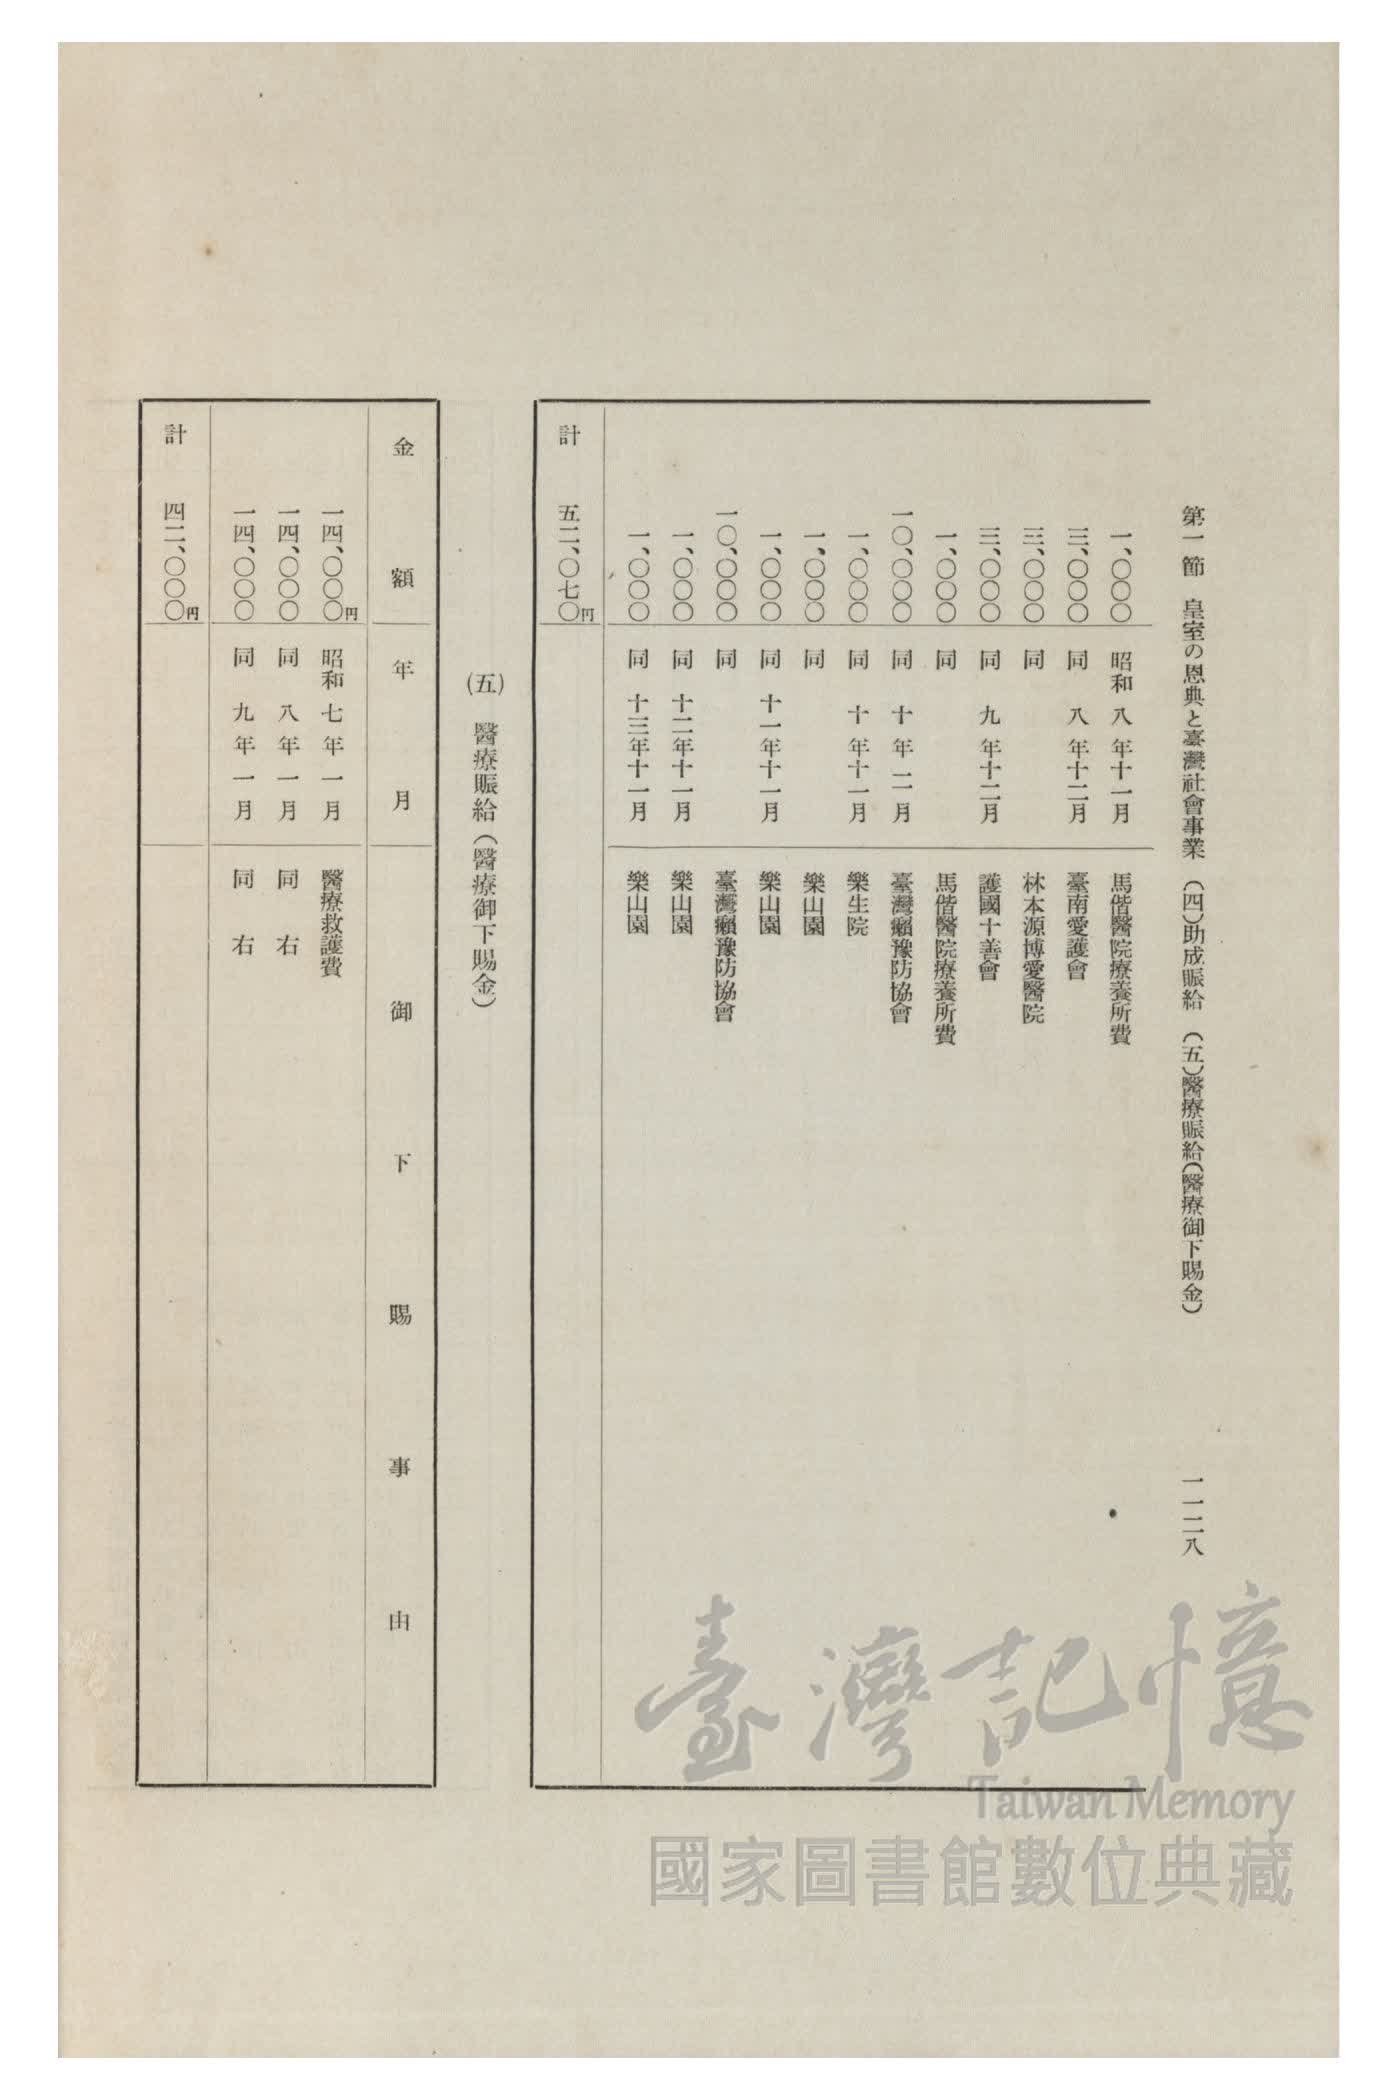 第一節　皇室の恩典と臺灣社會事業　（四）助成賑給　（五）醫療賑給（醫療御下賜金）　一一二八
一、〇〇〇　昭和八年十一月　馬偕醫院療養所費
三、〇〇〇　同　八年十二月　臺南愛護會
三、〇〇〇　同　林本源博愛醫院
三、〇〇〇　同　九年十二月　護國十善會
一、〇〇〇　同　馬偕醫院療養所費
一〇、〇〇〇　同　十年二月　臺灣癩豫防協會
一、〇〇〇　同　十年十一月　樂生院
一、〇〇〇　同　樂山園
一、〇〇〇　同　十一年十一月　樂山園
一〇、〇〇〇　同　臺灣癩豫防協會
一、〇〇〇　同　十二年十一月　樂山園
一、〇〇〇　同　十三年十一月　樂山園
計　五二、〇七〇円
（五）　醫療賑給（醫療御下賜金）
金額　年月　御下賜事由
一四、〇〇〇円　昭和七年一月　醫療救護費
一四、〇〇〇　同　八年一月　同右
一四、〇〇〇　同　九年一月　同右
計　四二、〇〇〇円
臺灣記憶
Taiwan Memory
國家圖書館數位典藏